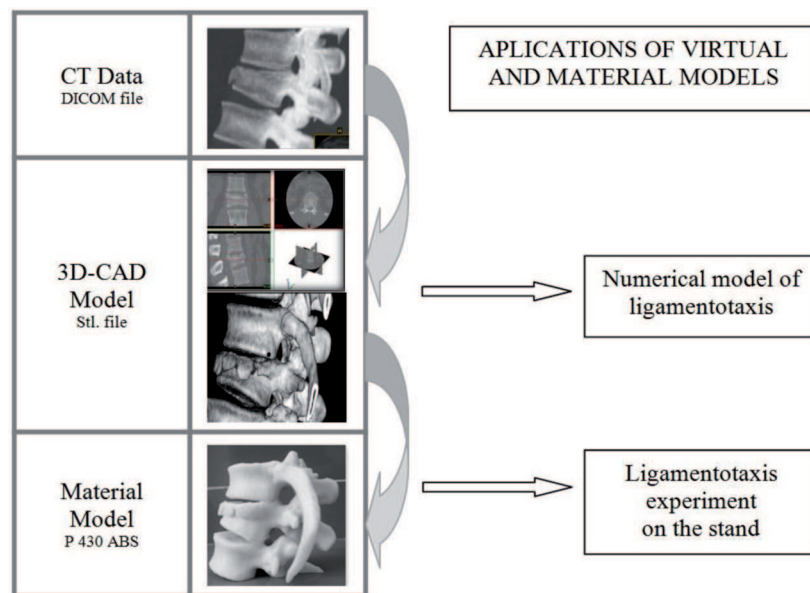 CT Data
DICOM file
APLICATIONS OF VIRTUAL
AND MATERIAL MODELS
3D-CAD
Model
Stl. file
Numerical model of
ligamentotaxis
Material
Model
P 430 ABS
Ligamentotaxis
experiment
on the stand